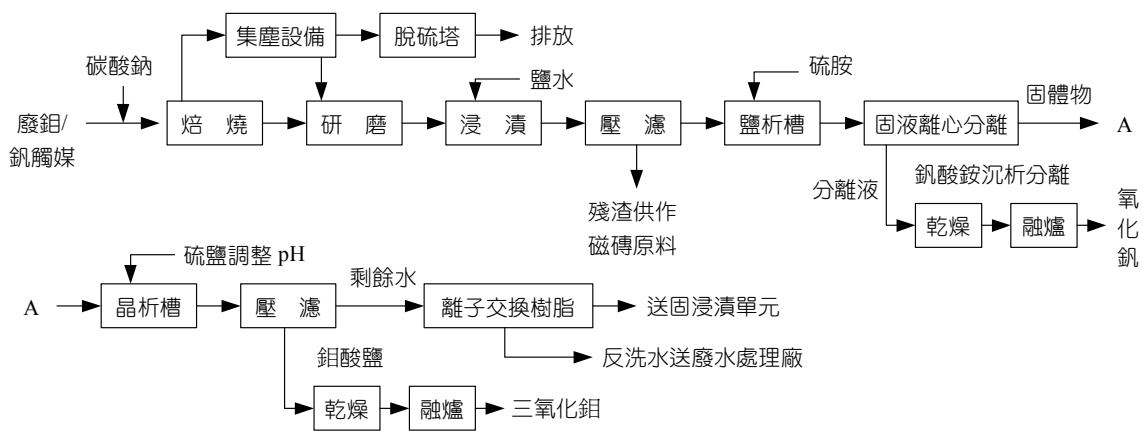 集塵設備
脫硫塔
排放
碳酸鈉
鹽水
硫胺
固體物
廢鉬/
釩觸媒
焙燒
研磨
浸漬
壓濾
鹽析槽
固液離心分離
A
分離液
釩酸銨沉析分離
殘渣供作
磁磚原料
乾燥
融爐
氧
化
釩
硫鹽調整 pH
剩餘水
A
晶析槽
壓濾
離子交換樹脂
送固浸漬單元
鉬酸鹽
反洗水送廢水處理廠
乾燥
融爐
三氧化鉬